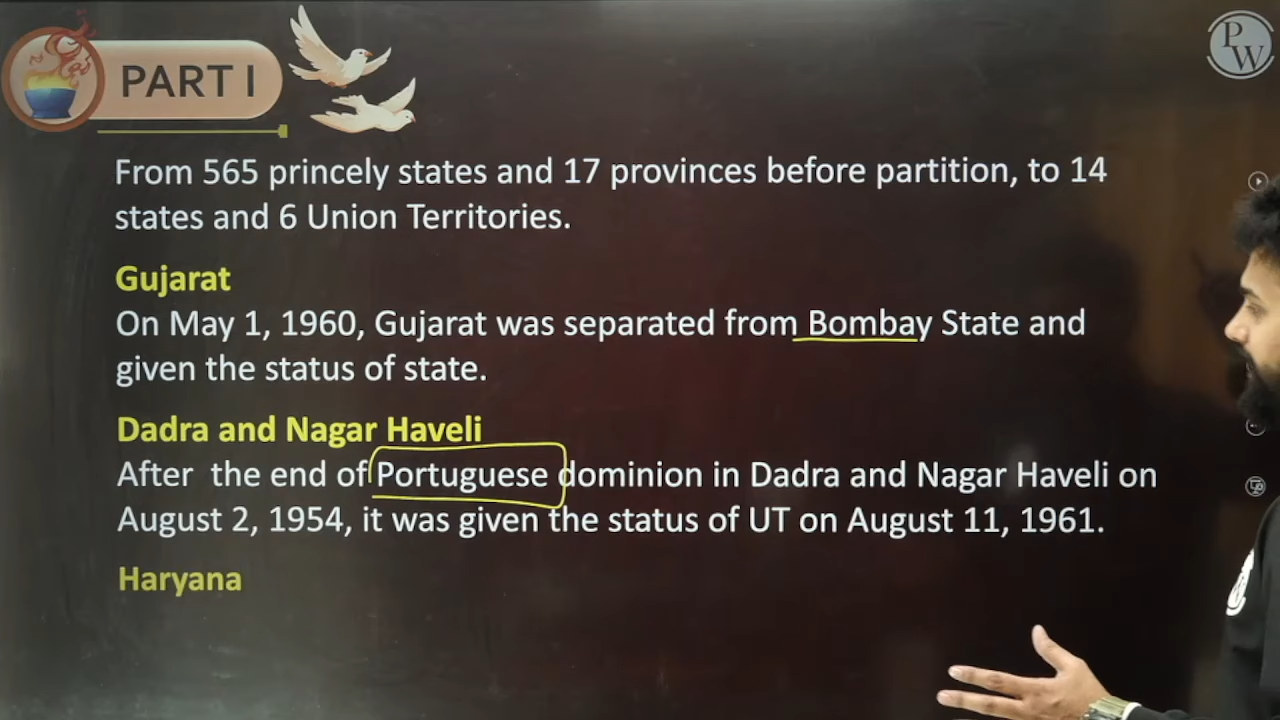 PART I
PW
From 565 princely states and 17 provinces before partition, to 14
states and 6 Union Territories.
Gujarat
On May 1, 1960, Gujarat was separated from Bombay State and
given the status of state.
Dadra and Nagar Haveli
After the end of Portuguese dominion in Dadra and Nagar Haveli on
August 2, 1954, it was given the status of UT on August 11, 1961.
Haryana